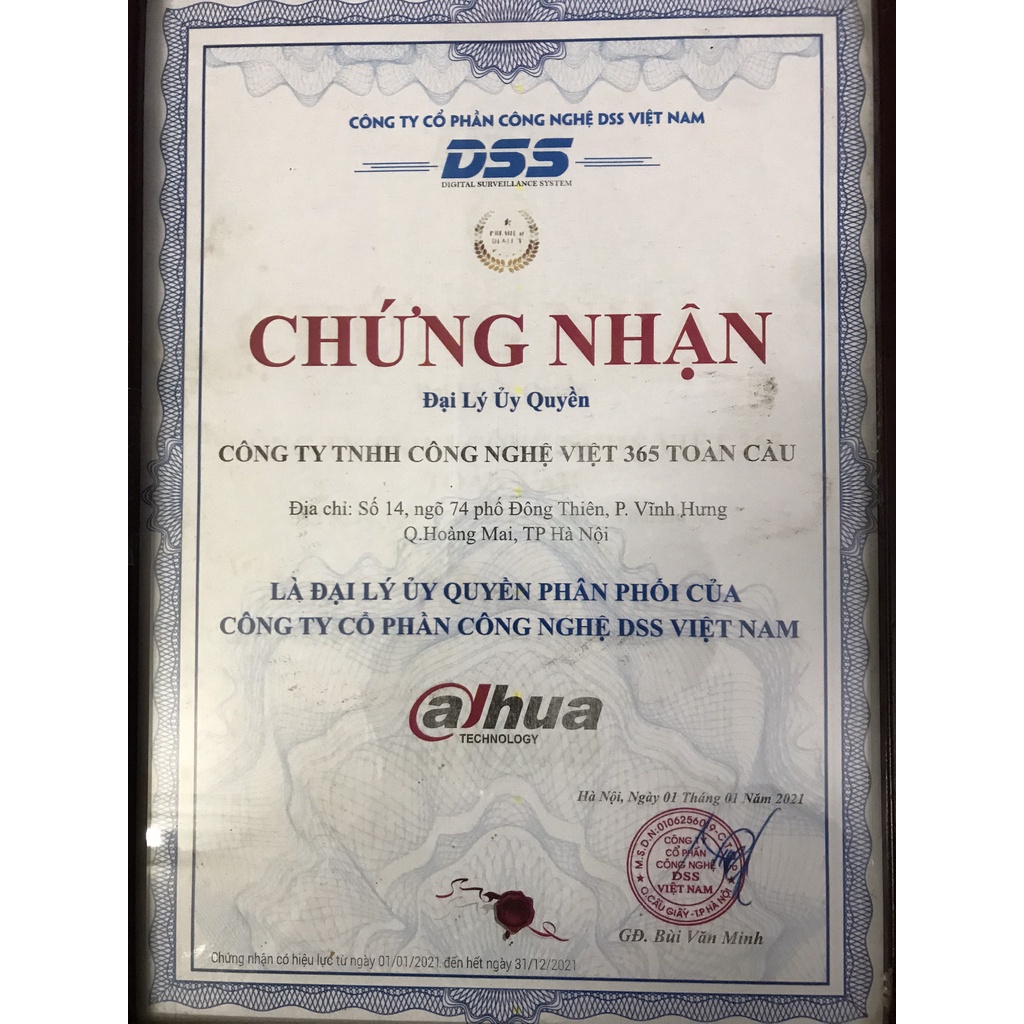 CÔNG TY CỔ PHẦN CÔNG NGHỆ DSS VIỆT NAM
DSS
DIGITAL SURVEILLANCE SYSTEM
CHỨNG NHẬN
Đại Lý Ủy Quyền
CÔNG TY TNHH CÔNG NGHỆ VIỆT 365 TOÀN CẦU
Địa chỉ: Số 14, ngõ 74 phố Đông Thiên, P. Vĩnh Hưng
Q.Hoàng Mai, TP Hà Nội
LÀ ĐẠI LÝ ỦY QUYỀN PHÂN PHỐI CỦA
CÔNG TY CỔ PHẦN CÔNG NGHỆ DSS VIỆT NAM
alhua
TECHNOLOGY
Hà Nội, Ngày 01 Tháng 01 Năm 2021
CÔNG TY
CỔ PHẦN
CÔNG NGHỆ
DSS
VIỆT NAM
Q.CẦU GIẤY - T.P HÀ NỘI
GĐ. Bùi Văn Minh
Chứng nhận có hiệu lực từ ngày 01/01/2021 đến hết ngày 31/12/2021